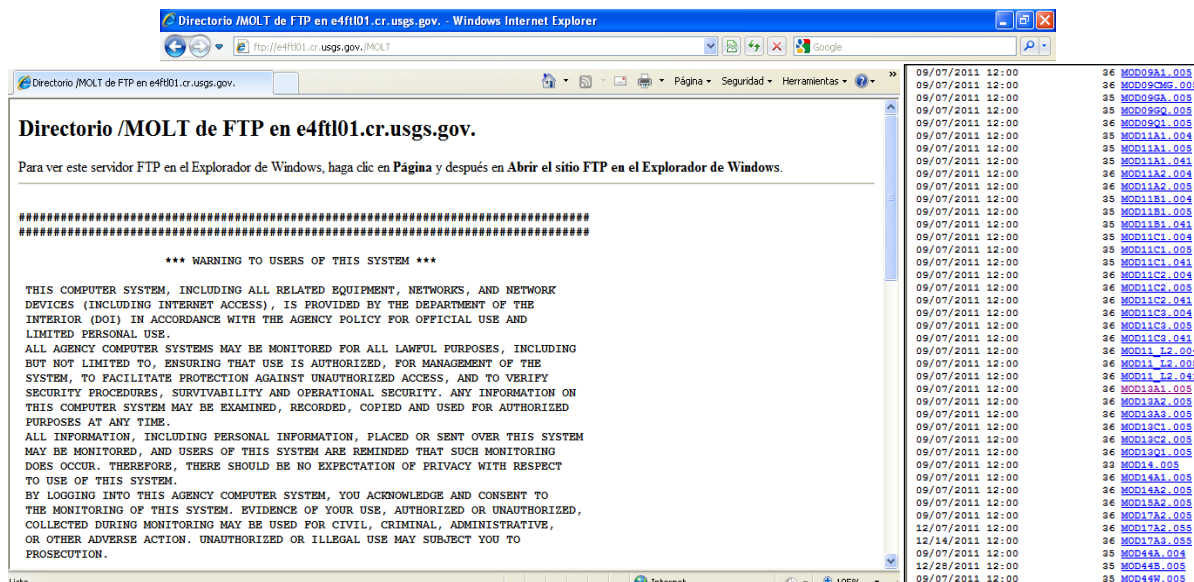 Directorio /MOLT de FTP en e4ftl01.cr.usgs.gov. - Windows Internet Explorer
ftp://e4ftl01.cr.usgs.gov./MOLT
Google
Directorio /MOLT de FTP en e4ftl01.cr.usgs.gov.
Página Seguridad Herramientas »
Directorio /MOLT de FTP en e4ftl01.cr.usgs.gov.
Para ver este servidor FTP en el Explorador de Windows, haga clic en Página y después en Abrir el sitio FTP en el Explorador de Windows.
##################################################################################
##################################################################################
*** WARNING TO USERS OF THIS SYSTEM ***
THIS COMPUTER SYSTEM, INCLUDING ALL RELATED EQUIPMENT, NETWORKS, AND NETWORK
DEVICES (INCLUDING INTERNET ACCESS), IS PROVIDED BY THE DEPARTMENT OF THE
INTERIOR (DOI) IN ACCORDANCE WITH THE AGENCY POLICY FOR OFFICIAL USE AND
LIMITED PERSONAL USE.
ALL AGENCY COMPUTER SYSTEMS MAY BE MONITORED FOR ALL LAWFUL PURPOSES, INCLUDING
BUT NOT LIMITED TO, ENSURING THAT USE IS AUTHORIZED, FOR MANAGEMENT OF THE
SYSTEM, TO FACILITATE PROTECTION AGAINST UNAUTHORIZED ACCESS, AND TO VERIFY
SECURITY PROCEDURES, SURVIVABILITY AND OPERATIONAL SECURITY. ANY INFORMATION ON
THIS COMPUTER SYSTEM MAY BE EXAMINED, RECORDED, COPIED AND USED FOR AUTHORIZED
PURPOSES AT ANY TIME.
ALL INFORMATION, INCLUDING PERSONAL INFORMATION, PLACED OR SENT OVER THIS SYSTEM
MAY BE MONITORED, AND USERS OF THIS SYSTEM ARE REMINDED THAT SUCH MONITORING
DOES OCCUR. THEREFORE, THERE SHOULD BE NO EXPECTATION OF PRIVACY WITH RESPECT
TO USE OF THIS SYSTEM.
BY LOGGING INTO THIS AGENCY COMPUTER SYSTEM, YOU ACKNOWLEDGE AND CONSENT TO
THE MONITORING OF THIS SYSTEM. EVIDENCE OF YOUR USE, AUTHORIZED OR UNAUTHORIZED,
COLLECTED DURING MONITORING MAY BE USED FOR CIVIL, CRIMINAL, ADMINISTRATIVE,
OR OTHER ADVERSE ACTION. UNAUTHORIZED OR ILLEGAL USE MAY SUBJECT YOU TO
PROSECUTION.
09/07/2011 12:00 36 MOD09A1.005
09/07/2011 12:00 36 MOD09CMG.005
09/07/2011 12:00 35 MOD09GA.005
09/07/2011 12:00 35 MOD09GQ.005
09/07/2011 12:00 36 MOD09Q1.005
09/07/2011 12:00 35 MOD11A1.004
09/07/2011 12:00 35 MOD11A1.005
09/07/2011 12:00 35 MOD11A1.041
09/07/2011 12:00 36 MOD11A2.004
09/07/2011 12:00 36 MOD11A2.005
09/07/2011 12:00 35 MOD11B1.004
09/07/2011 12:00 35 MOD11B1.005
09/07/2011 12:00 35 MOD11B1.041
09/07/2011 12:00 35 MOD11C1.004
09/07/2011 12:00 35 MOD11C1.005
09/07/2011 12:00 35 MOD11C1.041
09/07/2011 12:00 36 MOD11C2.004
09/07/2011 12:00 36 MOD11C2.005
09/07/2011 12:00 36 MOD11C2.041
09/07/2011 12:00 36 MOD11C3.004
09/07/2011 12:00 36 MOD11C3.005
09/07/2011 12:00 36 MOD11C3.041
09/07/2011 12:00 36 MOD11_L2.004
09/07/2011 12:00 36 MOD11_L2.005
09/07/2011 12:00 36 MOD11_L2.041
09/07/2011 12:00 36 MOD13A1.005
09/07/2011 12:00 36 MOD13A2.005
09/07/2011 12:00 36 MOD13A3.005
09/07/2011 12:00 36 MOD13C1.005
09/07/2011 12:00 36 MOD13C2.005
09/07/2011 12:00 36 MOD13Q1.005
09/07/2011 12:00 33 MOD14.005
09/07/2011 12:00 36 MOD14A1.005
09/07/2011 12:00 36 MOD14A2.005
09/07/2011 12:00 36 MOD15A2.005
09/07/2011 12:00 36 MOD17A2.005
12/07/2011 12:00 36 MOD17A2.055
12/14/2011 12:00 36 MOD17A3.055
09/07/2011 12:00 35 MOD44A.004
12/28/2011 12:00 35 MOD44B.005
09/07/2011 12:00 35 MOD44W.005